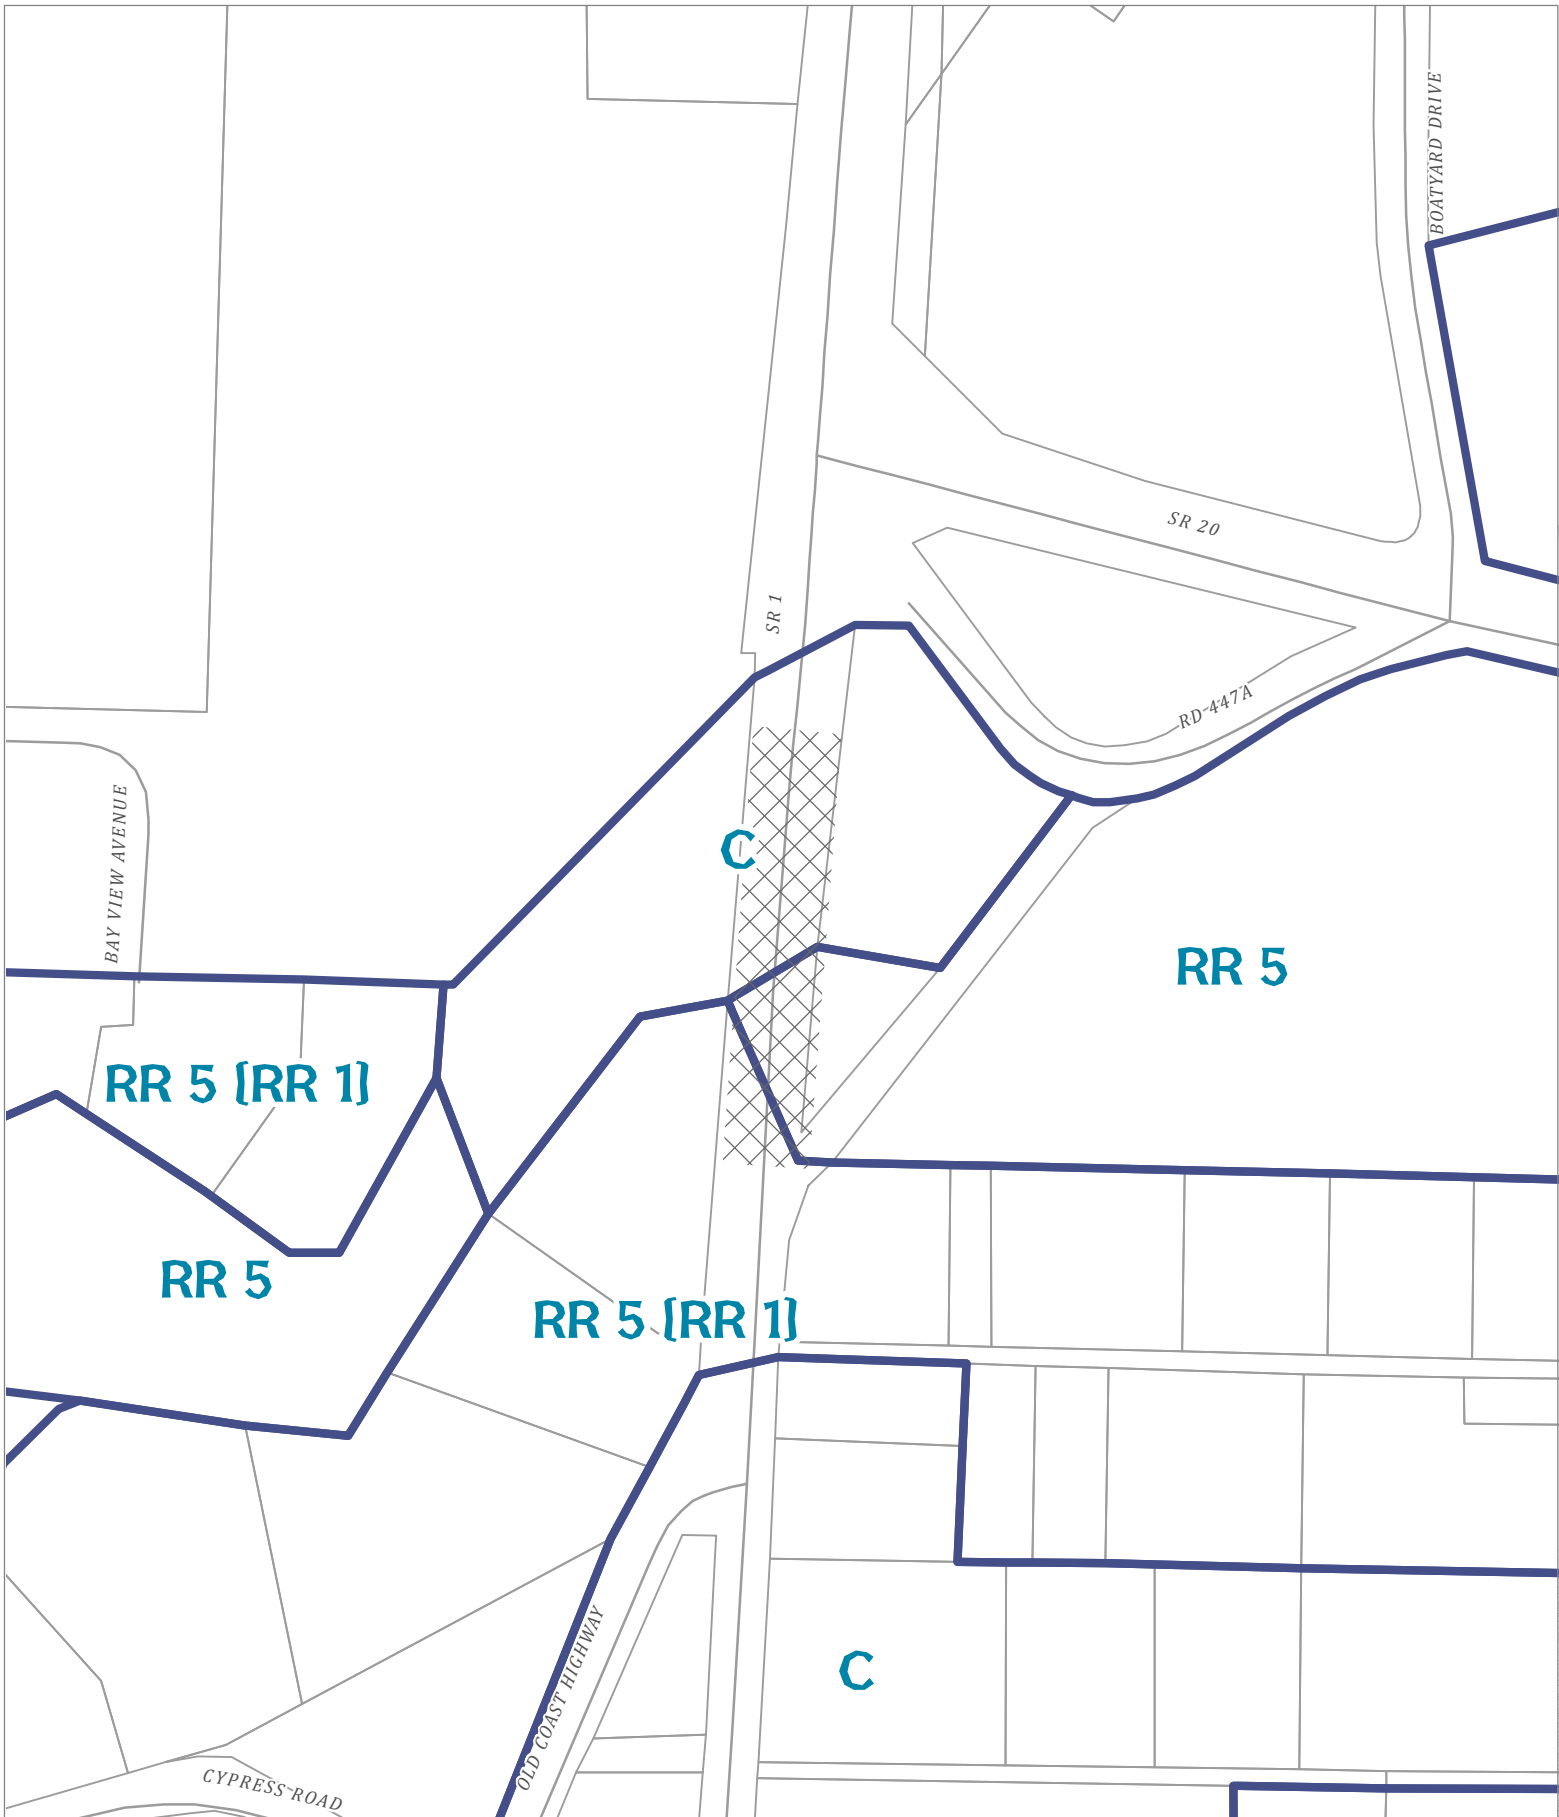 BOATYARD DRIVE
SR 20
SR 1
RD 447A
BAY VIEW AVENUE
C
RR 5
RR 5 (RR 1)
RR 5
RR 5 (RR 1)
OLD COAST HIGHWAY
C
CYPRESS ROAD